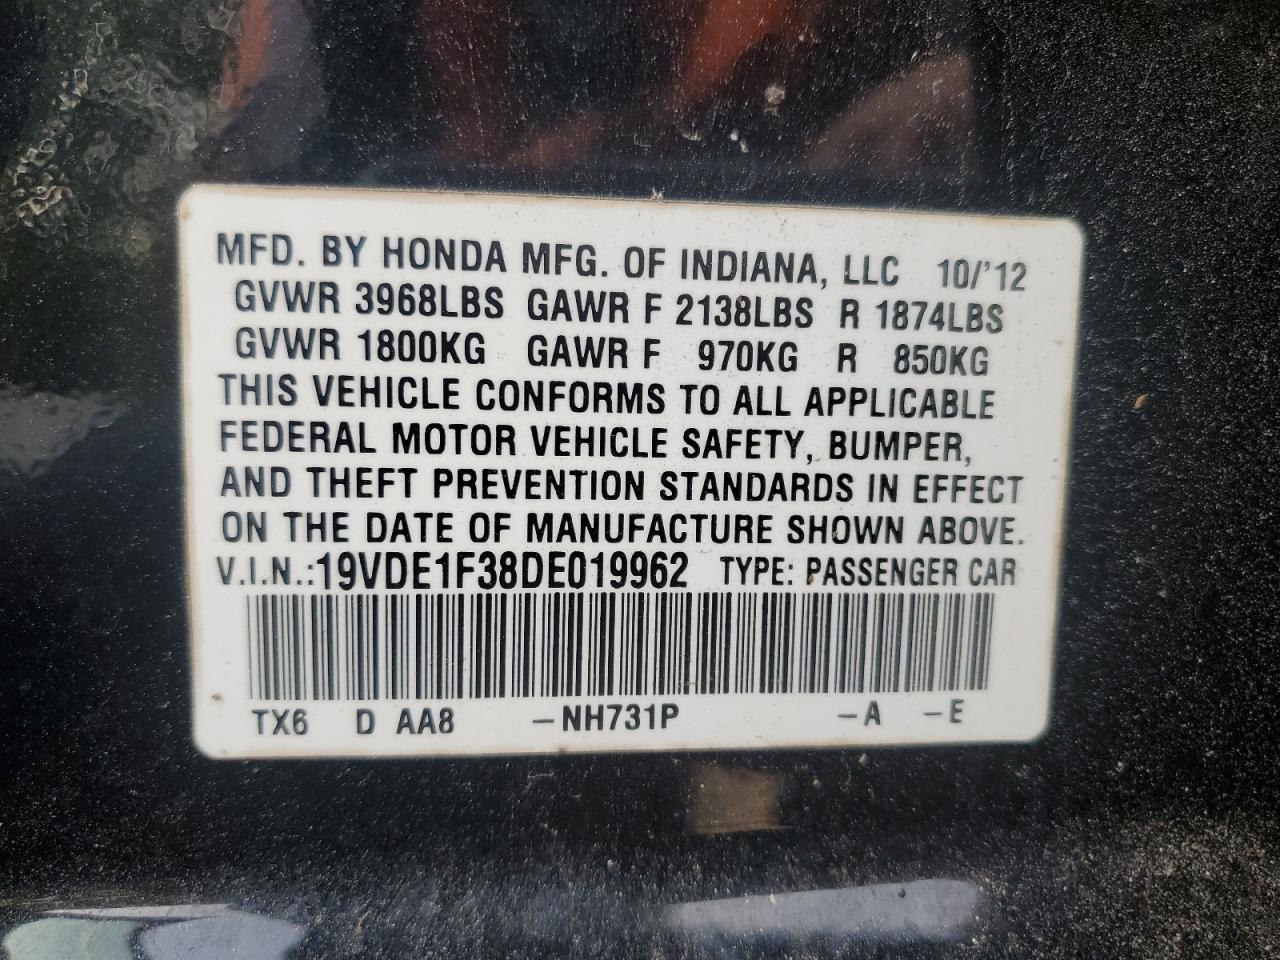 MFD. BY HONDA MFG. OF INDIANA, LLC 10/'12
GVWR 3968LBS GAWR F 2138LBS R 1874LBS
GVWR 1800KG GAWR F 970KG R 850KG
THIS VEHICLE CONFORMS TO ALL APPLICABLE
FEDERAL MOTOR VEHICLE SAFETY, BUMPER,
AND THEFT PREVENTION STANDARDS IN EFFECT
ON THE DATE OF MANUFACTURE SHOWN ABOVE.
V.I.N.:19VDE1F38DE019962 TYPE: PASSENGER CAR
TX6 D AA8 –NH731P –A –E